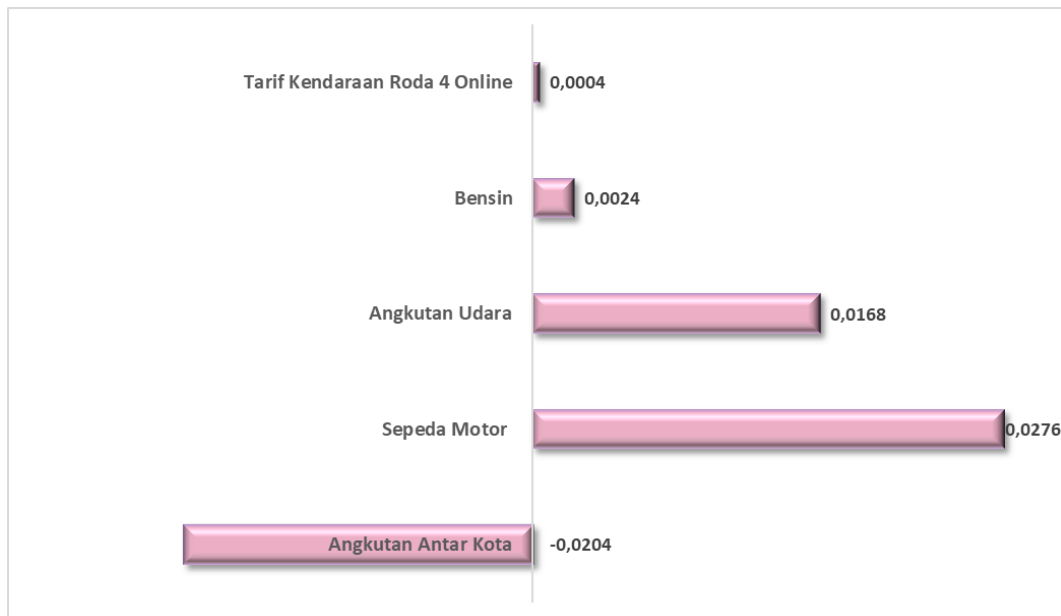 Tarif Kendaraan Roda 4 Online 0,0004
Bensin 0,0024
Angkutan Udara 0,0168
Sepeda Motor 0,0276
Angkutan Antar Kota -0,0204